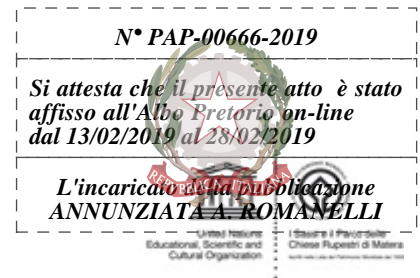 N° PAP-00666-2019
Si attesta che il presente atto è stato
affisso all'Albo Pretorio on-line
dal 13/02/2019 al 28/02/2019
L'incaricato della pubblicazione
ANNUNZIATA A. ROMANELLI
REPVBBLICA ITALIANA
United Nations
Educational, Scientific and
Cultural Organization
I Sassi e il Parco delle
Chiese Rupestri di Matera